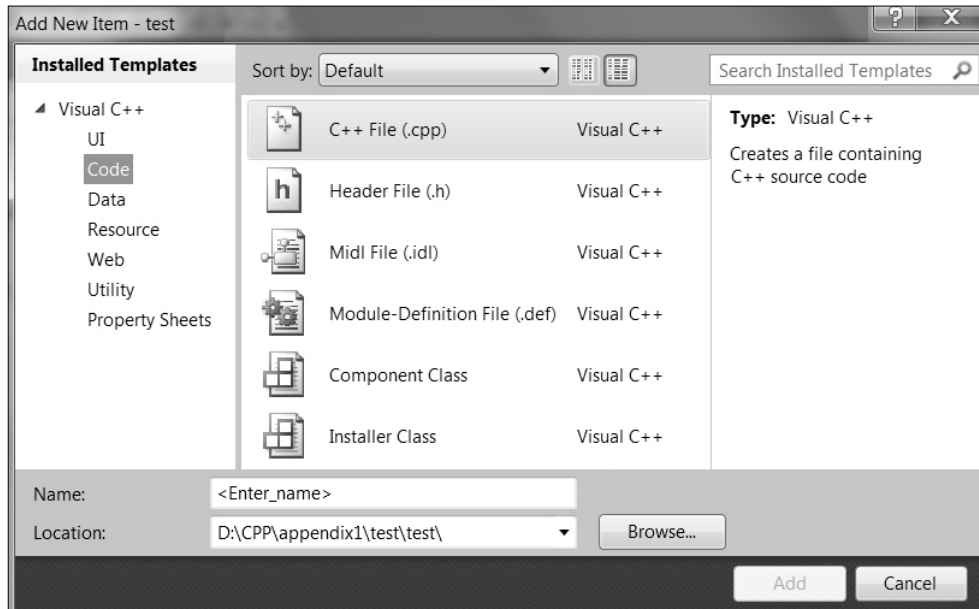 Add New Item - test
Installed Templates
Visual C++
UI
Code
Data
Resource
Web
Utility
Property Sheets
Sort by: Default
Search Installed Templates
C++ File (.cpp) Visual C++
Header File (.h) Visual C++
Midl File (.idl) Visual C++
Module-Definition File (.def) Visual C++
Component Class Visual C++
Installer Class Visual C++
Type: Visual C++
Creates a file containing
C++ source code
Name: <Enter_name>
Location: D:\CPP\appendix1\test\test\
Browse...
Add
Cancel